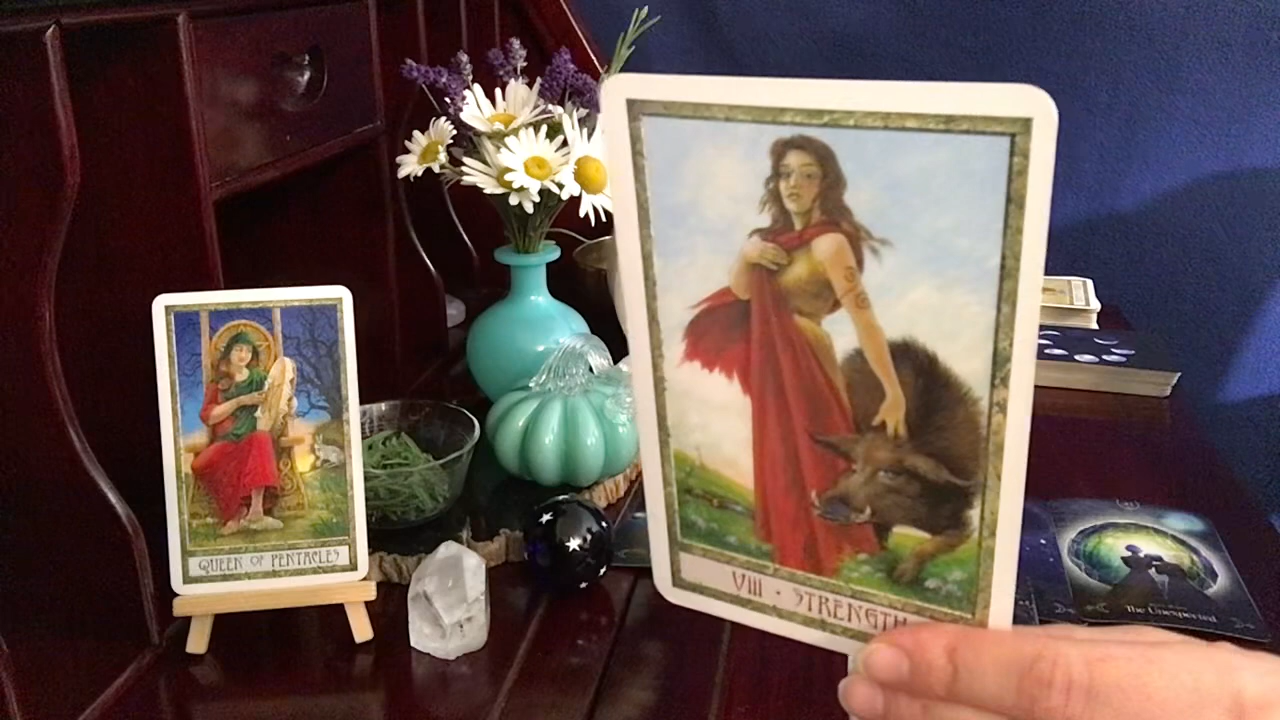 QUEEN OF PENTACLES
VIII • STRENGTH
The Unexpected